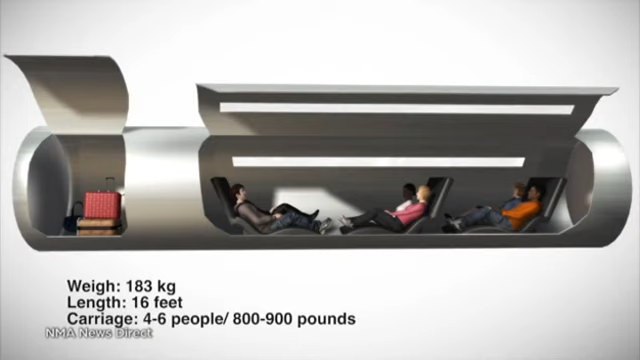 Weigh: 183 kg
Length: 16 feet
Carriage: 4-6 people/ 800-900 pounds
NMA News Direct